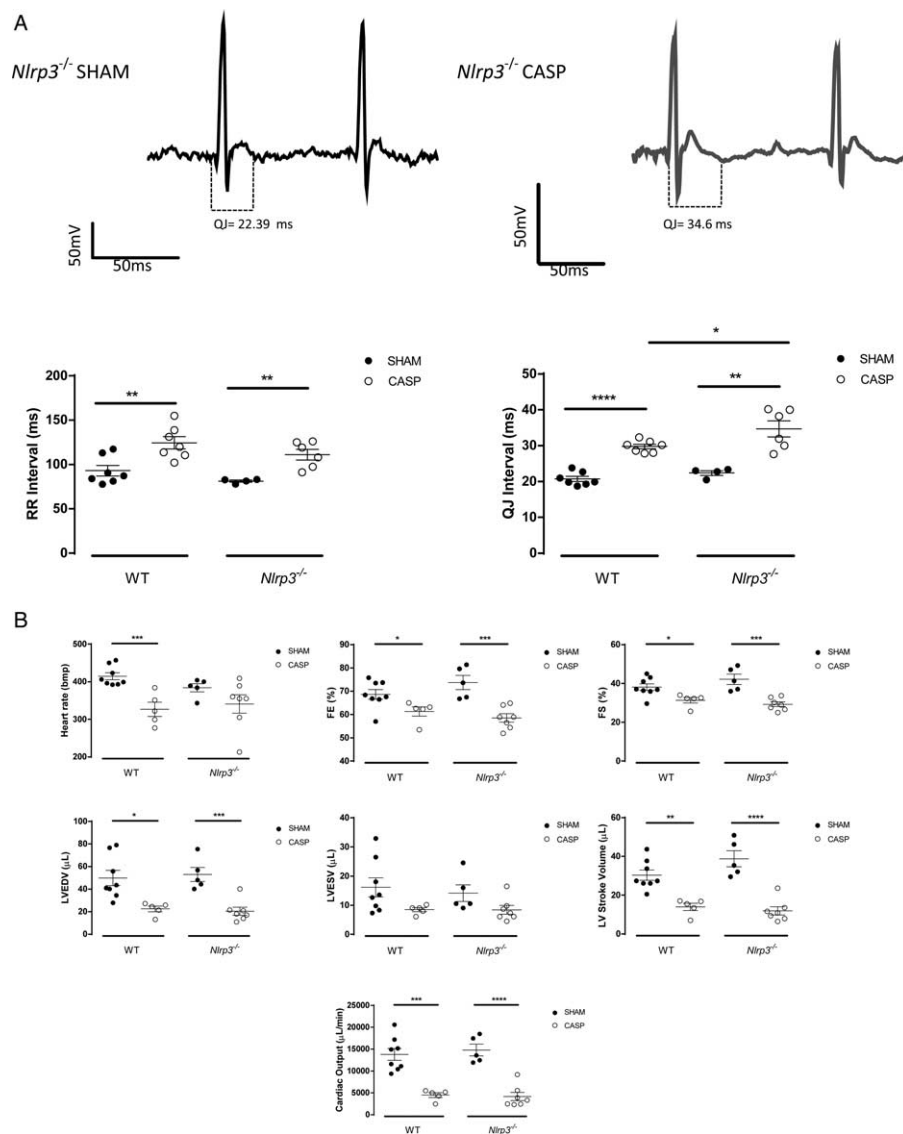 A
Nlrp3-/- SHAM
Nlrp3-/- CASP
QJ= 22.39 ms
QJ= 34.6 ms
50mV
50ms
50mV
50ms
RR Interval (ms)
200
150
100
50
0
**
**
SHAM
CASP
WT
Nlrp3-/-
QJ Interval (ms)
50
40
30
20
10
0
****
**
*
SHAM
CASP
WT
Nlrp3-/-
B
Heart rate (bmp)
500
400
300
200
***
SHAM
CASP
WT
Nlrp3-/-
FE (%)
90
80
70
60
50
40
*
***
SHAM
CASP
WT
Nlrp3-/-
FS (%)
60
40
20
0
*
***
SHAM
CASP
WT
Nlrp3-/-
LVEDV (µL)
100
80
60
40
20
0
*
***
SHAM
CASP
WT
Nlrp3-/-
LVESV (µL)
40
30
20
10
0
SHAM
CASP
WT
Nlrp3-/-
LV Stroke Volume (µL)
60
40
20
0
**
****
SHAM
CASP
WT
Nlrp3-/-
Cardiac Output (µL/min)
25000
20000
15000
10000
5000
0
***
****
SHAM
CASP
WT
Nlrp3-/-